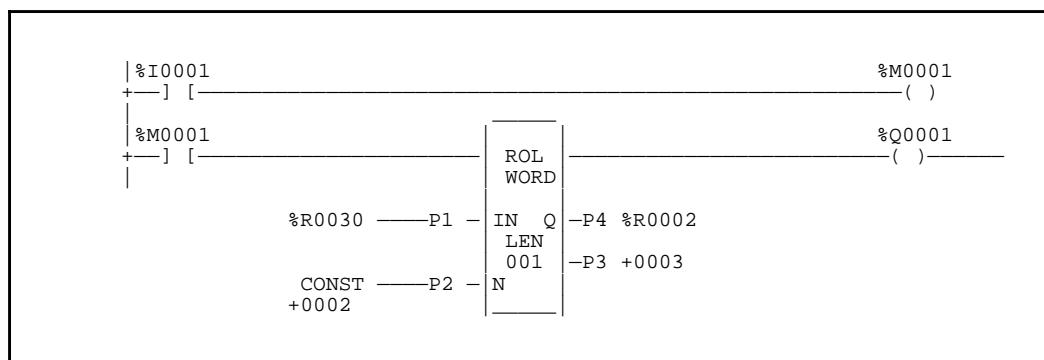 %I0001 %M0001
] [ ( )
%M0001 %Q0001
] [ ROL ( )
WORD
%R0030 P1 IN Q P4 %R0002
LEN
001 P3 +0003
CONST P2 N
+0002